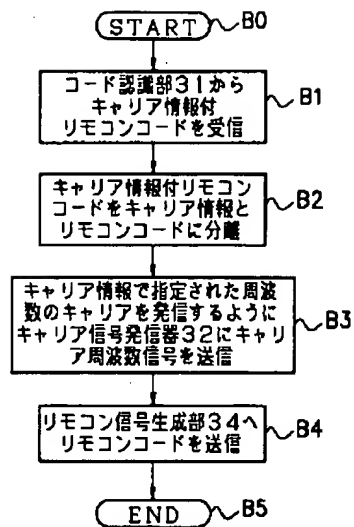 START
B0
コード認識部31から
キャリア情報付
リモコンコードを受信
B1
キャリア情報付リモコン
コードをキャリア情報と
リモコンコードに分離
B2
キャリア情報で指定された周波
数のキャリアを発信するように
キャリア信号発信器32にキャリ
ア周波数信号を送信
B3
リモコン信号生成部34へ
リモコンコードを送信
B4
END
B5